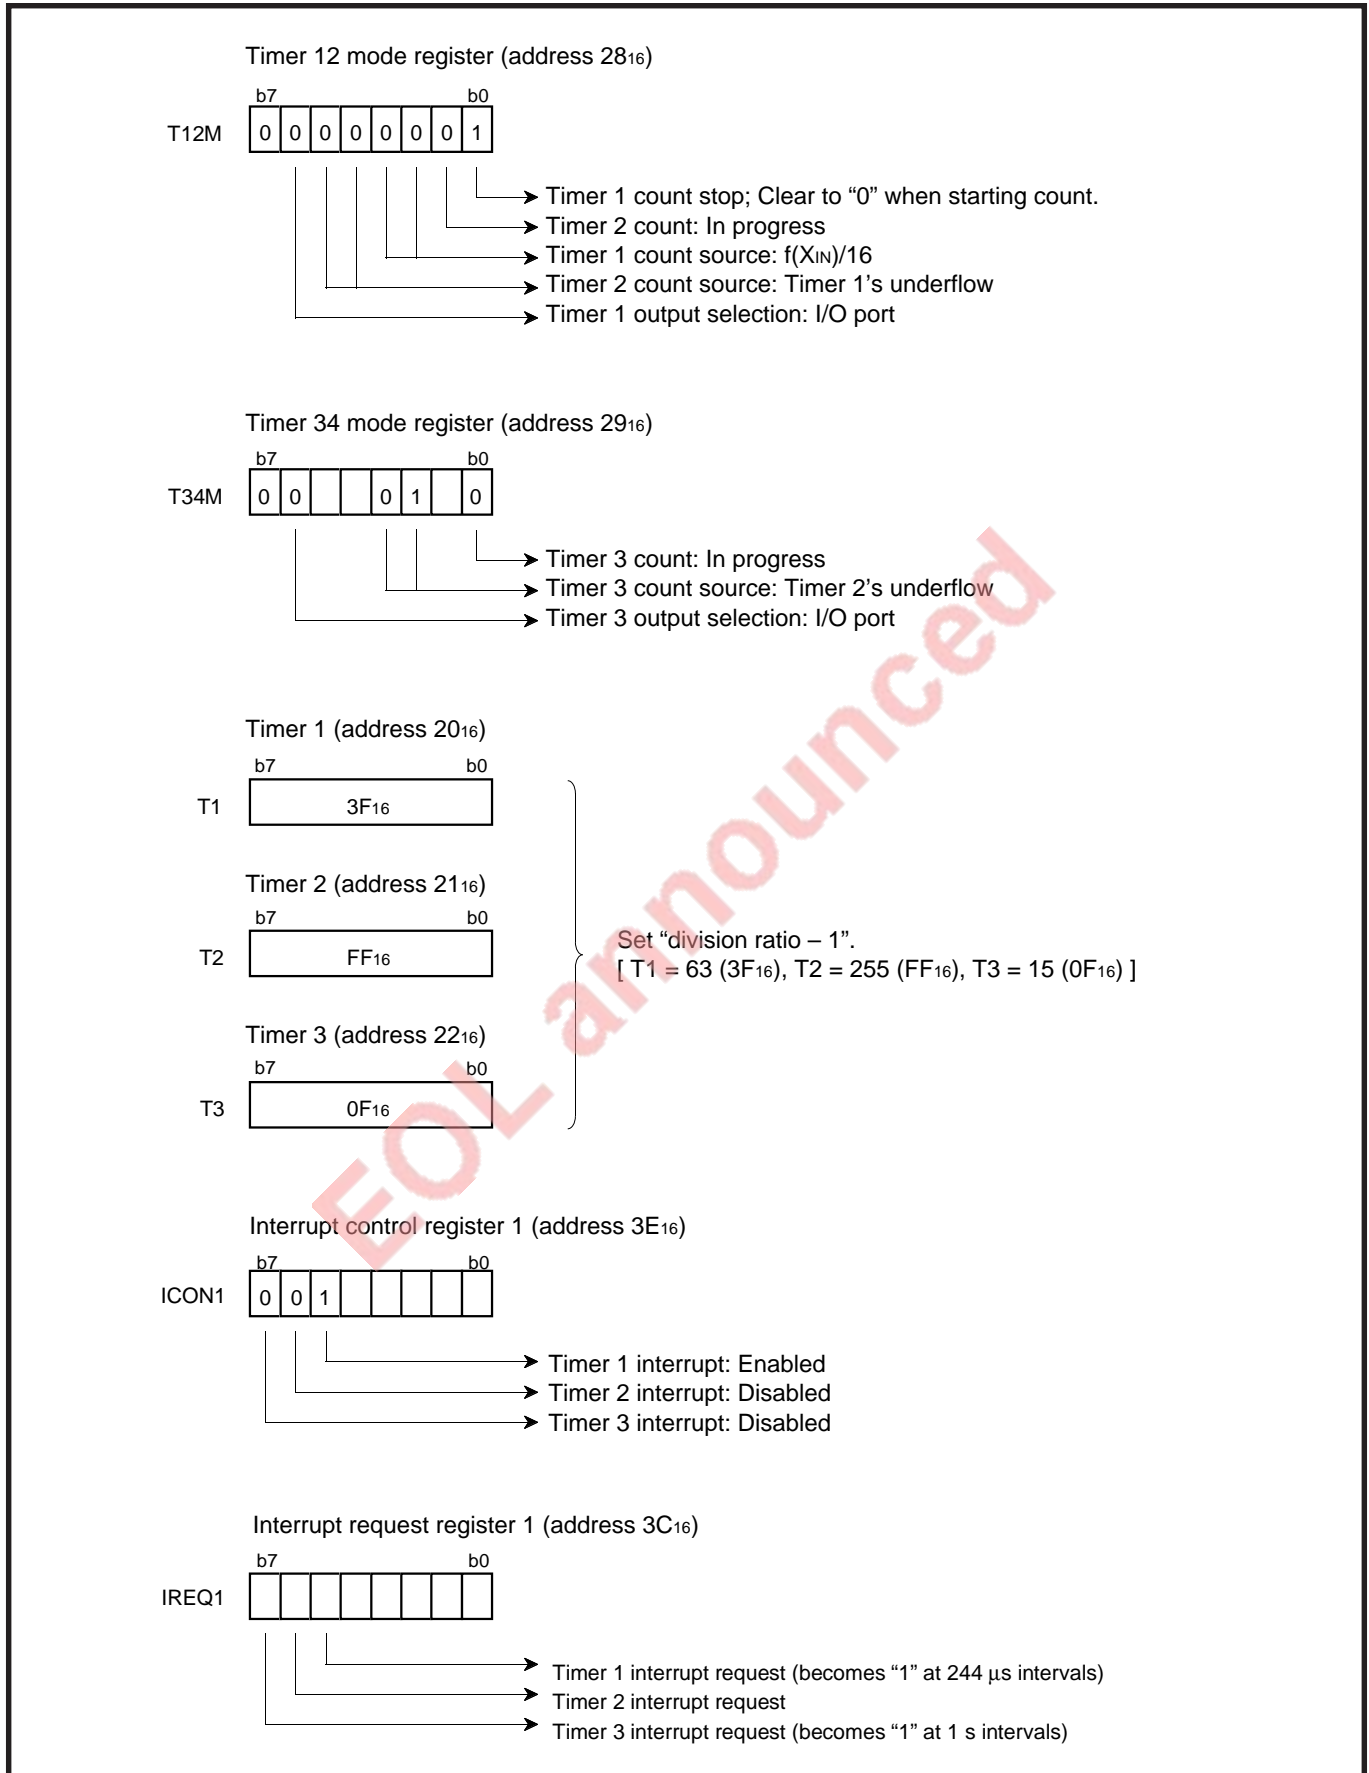 Timer 12 mode register (address 2816)
b7 b0
T12M 0 0 0 0 0 0 0 1
Timer 1 count stop; Clear to “0” when starting count.
Timer 2 count: In progress
Timer 1 count source: f(XIN)/16
Timer 2 count source: Timer 1’s underflow
Timer 1 output selection: I/O port
Timer 34 mode register (address 2916)
b7 b0
T34M 0 0 0 1 0
Timer 3 count: In progress
Timer 3 count source: Timer 2’s underflow
Timer 3 output selection: I/O port
Timer 1 (address 2016)
b7 b0
T1 3F16
Timer 2 (address 2116)
b7 b0
T2 FF16
Set “division ratio – 1”.
[ T1 = 63 (3F16), T2 = 255 (FF16), T3 = 15 (0F16) ]
Timer 3 (address 2216)
b7 b0
T3 0F16
EOL announced
Interrupt control register 1 (address 3E16)
b7 b0
ICON1 0 0 1
Timer 1 interrupt: Enabled
Timer 2 interrupt: Disabled
Timer 3 interrupt: Disabled
Interrupt request register 1 (address 3C16)
b7 b0
IREQ1
Timer 1 interrupt request (becomes “1” at 244 µs intervals)
Timer 2 interrupt request
Timer 3 interrupt request (becomes “1” at 1 s intervals)